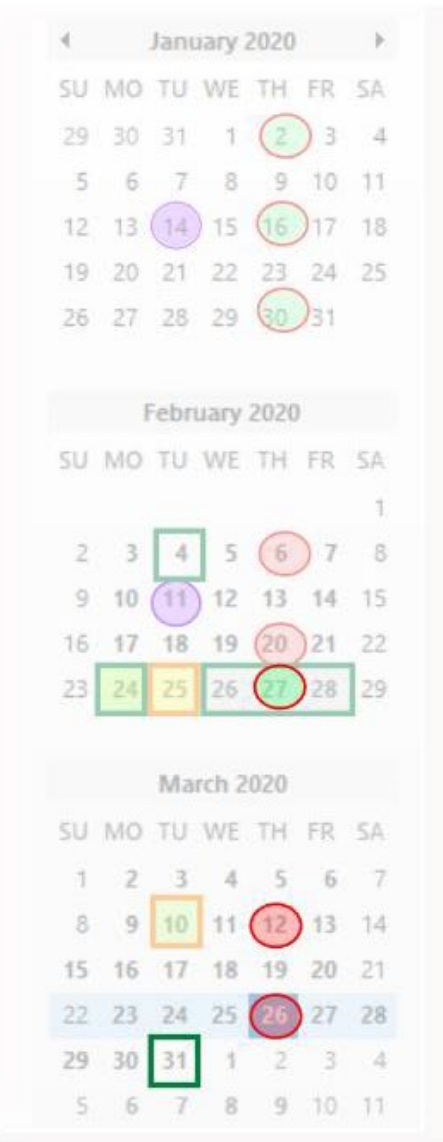 January 2020
SU MO TU WE TH FR SA
29 30 31 1 2 3 4
5 6 7 8 9 10 11
12 13 14 15 16 17 18
19 20 21 22 23 24 25
26 27 28 29 30 31
February 2020
SU MO TU WE TH FR SA
1
2 3 4 5 6 7 8
9 10 11 12 13 14 15
16 17 18 19 20 21 22
23 24 25 26 27 28 29
March 2020
SU MO TU WE TH FR SA
1 2 3 4 5 6 7
8 9 10 11 12 13 14
15 16 17 18 19 20 21
22 23 24 25 26 27 28
29 30 31 1 2 3 4
5 6 7 8 9 10 11